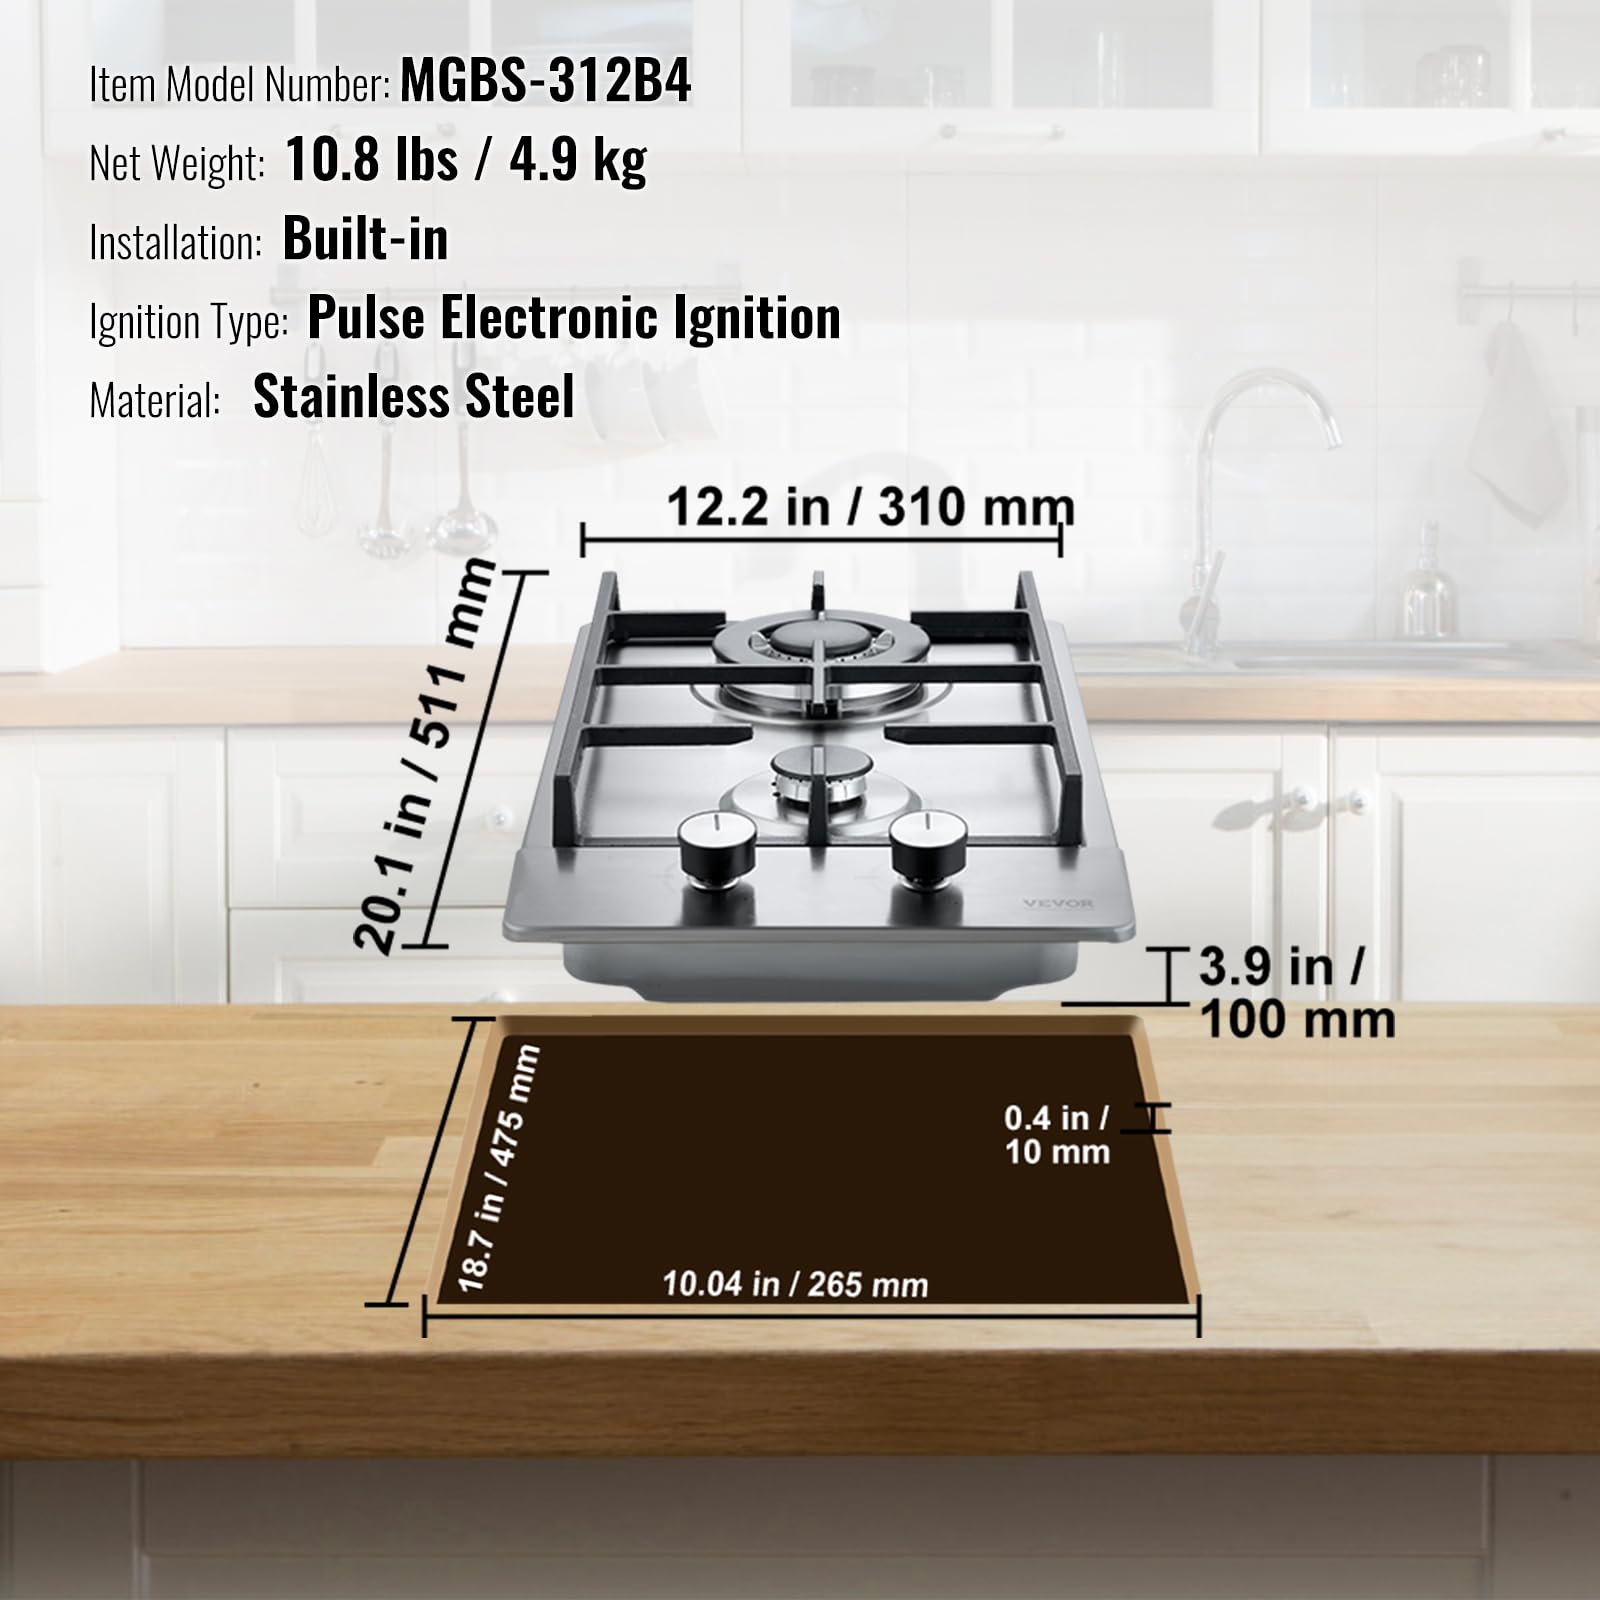 Item Model Number: MGBS-312B4
Net Weight: 10.8 lbs / 4.9 kg
Installation: Built-in
Ignition Type: Pulse Electronic Ignition
Material: Stainless Steel
12.2 in / 310 mm
20.1 in / 511 mm
VEVOR
3.9 in /
100 mm
18.7 in / 475 mm
0.4 in /
10 mm
10.04 in / 265 mm